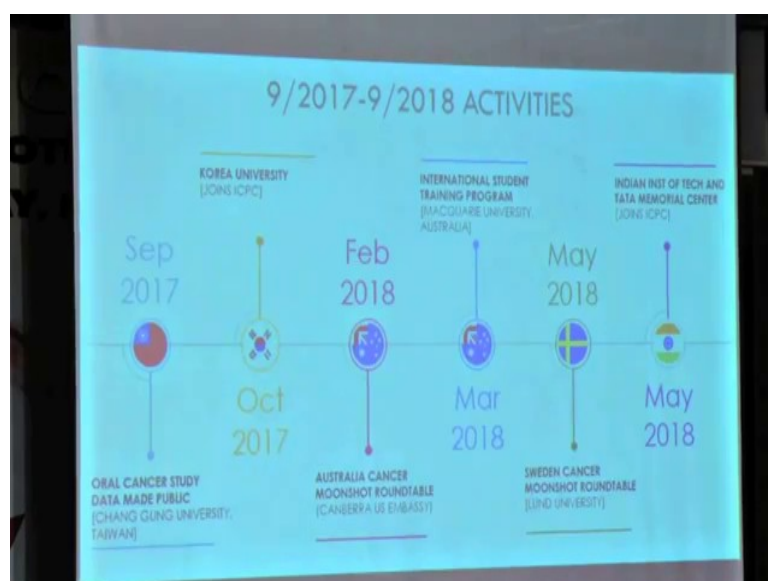 9/2017-9/2018 ACTIVITIES
KOREA UNIVERSITY
[JOINS ICPC]
INTERNATIONAL STUDENT
TRAINING PROGRAM
[MACQUARIE UNIVERSITY,
AUSTRALIA]
INDIAN INST OF TECH AND
TATA MEMORIAL CENTER
[JOINS ICPC]
Sep
2017
Feb
2018
May
2018
Oct
2017
Mar
2018
May
2018
ORAL CANCER STUDY
DATA MADE PUBLIC
[CHANG GUNG UNIVERSITY,
TAIWAN]
AUSTRALIA CANCER
MOONSHOT ROUNDTABLE
[CANBERRA US EMBASSY]
SWEDEN CANCER
MOONSHOT ROUNDTABLE
[LUND UNIVERSITY]